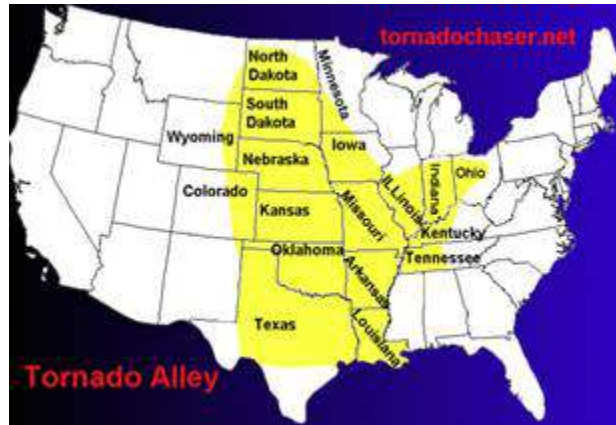 tornadochaser.net
North
Dakota
Minnesota
South
Dakota
Wyoming
Iowa
Nebraska
Ohio
ILLinois
Indiana
Colorado
Kansas
Missouri
Kentucky
Tennessee
Oklahoma
Arkansas
Texas
Louisiana
Tornado Alley